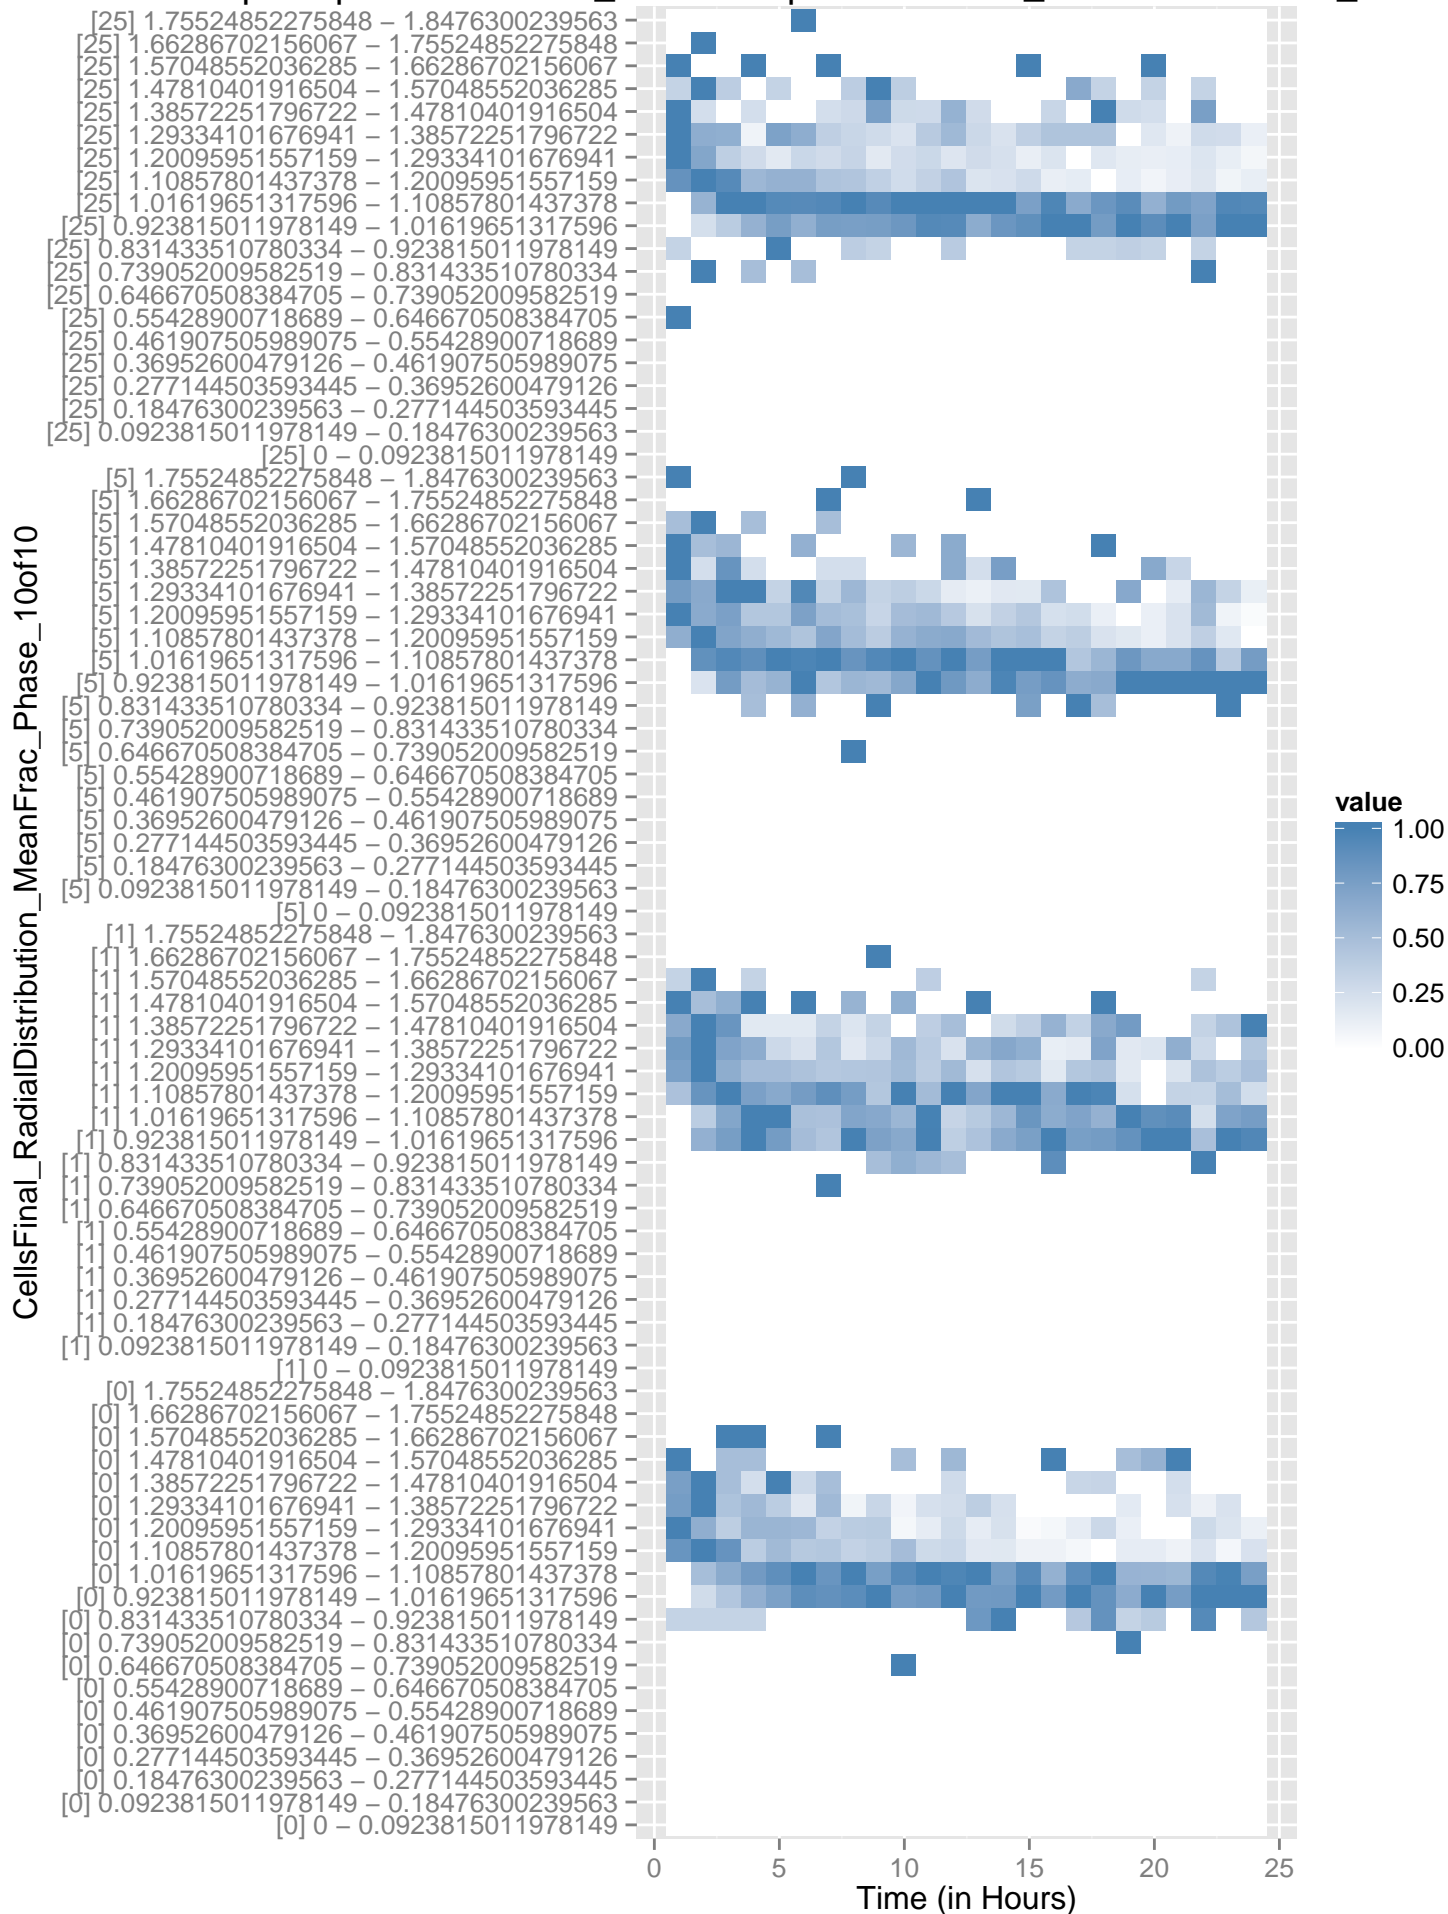 [25] 1.75524852275848 – 1.84763002239563
[25] 1.66286702156067 – 1.75524852275848
[25] 1.57048552036285 – 1.66286702156067
[25] 1.47810401916504 – 1.57048552036285
[25] 1.38572251796722 – 1.47810401916504
[25] 1.29334101676941 – 1.38572251796722
[25] 1.20095951557159 – 1.29334101676941
[25] 1.10857801437378 – 1.20095951557159
[25] 1.01619651317596 – 1.10857801437378
[25] 0.923815011978149 – 1.01619651317596
[25] 0.831433510780334 – 0.923815011978149
[25] 0.739052009582519 – 0.831433510780334
[25] 0.646670508384705 – 0.739052009582519
[25] 0.55428900718689 – 0.646670508384705
[25] 0.461907505989075 – 0.55428900718689
[25] 0.36952600479126 – 0.461907505989075
[25] 0.277144503593445 – 0.36952600479126
[25] 0.18476300239563 – 0.277144503593445
[25] 0.0923815011978149 – 0.18476300239563
[25] 0 – 0.0923815011978149
[5] 1.75524852275848 – 1.84763002239563
[5] 1.66286702156067 – 1.75524852275848
[5] 1.57048552036285 – 1.66286702156067
[5] 1.47810401916504 – 1.57048552036285
[5] 1.38572251796722 – 1.47810401916504
[5] 1.29334101676941 – 1.38572251796722
[5] 1.20095951557159 – 1.29334101676941
[5] 1.10857801437378 – 1.20095951557159
[5] 1.01619651317596 – 1.10857801437378
[5] 0.923815011978149 – 1.01619651317596
[5] 0.831433510780334 – 0.923815011978149
[5] 0.739052009582519 – 0.831433510780334
[5] 0.646670508384705 – 0.739052009582519
[5] 0.55428900718689 – 0.646670508384705
[5] 0.461907505989075 – 0.55428900718689
[5] 0.36952600479126 – 0.461907505989075
[5] 0.277144503593445 – 0.36952600479126
[5] 0.18476300239563 – 0.277144503593445
[5] 0.0923815011978149 – 0.18476300239563
[5] 0 – 0.0923815011978149
[1] 1.75524852275848 – 1.84763002239563
[1] 1.66286702156067 – 1.75524852275848
[1] 1.57048552036285 – 1.66286702156067
[1] 1.47810401916504 – 1.57048552036285
[1] 1.38572251796722 – 1.47810401916504
[1] 1.29334101676941 – 1.38572251796722
[1] 1.20095951557159 – 1.29334101676941
[1] 1.10857801437378 – 1.20095951557159
[1] 1.01619651317596 – 1.10857801437378
[1] 0.923815011978149 – 1.01619651317596
[1] 0.831433510780334 – 0.923815011978149
[1] 0.739052009582519 – 0.831433510780334
[1] 0.646670508384705 – 0.739052009582519
[1] 0.55428900718689 – 0.646670508384705
[1] 0.461907505989075 – 0.55428900718689
[1] 0.36952600479126 – 0.461907505989075
[1] 0.277144503593445 – 0.36952600479126
[1] 0.18476300239563 – 0.277144503593445
[1] 0.0923815011978149 – 0.18476300239563
[1] 0 – 0.0923815011978149
[0] 1.75524852275848 – 1.84763002239563
[0] 1.66286702156067 – 1.75524852275848
[0] 1.57048552036285 – 1.66286702156067
[0] 1.47810401916504 – 1.57048552036285
[0] 1.38572251796722 – 1.47810401916504
[0] 1.29334101676941 – 1.38572251796722
[0] 1.20095951557159 – 1.29334101676941
[0] 1.10857801437378 – 1.20095951557159
[0] 1.01619651317596 – 1.10857801437378
[0] 0.923815011978149 – 1.01619651317596
[0] 0.831433510780334 – 0.923815011978149
[0] 0.739052009582519 – 0.831433510780334
[0] 0.646670508384705 – 0.739052009582519
[0] 0.55428900718689 – 0.646670508384705
[0] 0.461907505989075 – 0.55428900718689
[0] 0.36952600479126 – 0.461907505989075
[0] 0.277144503593445 – 0.36952600479126
[0] 0.18476300239563 – 0.277144503593445
[0] 0.0923815011978149 – 0.18476300239563
[0] 0 – 0.0923815011978149
CellsFinal_RadialDistribution_MeanFrac_Phase_10of10
0 5 10 15 20 25
Time (in Hours)
value
1.00
0.75
0.50
0.25
0.00